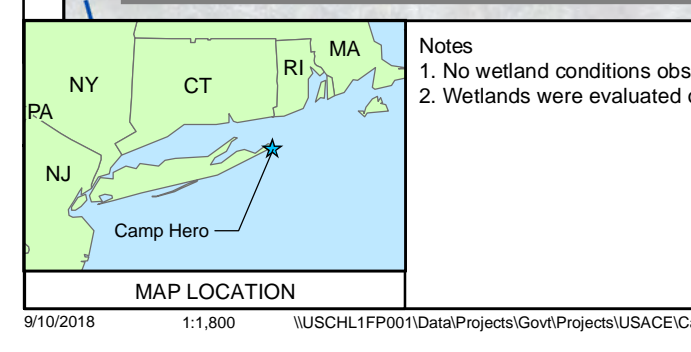 MA
RI
NY
CT
PA
NJ
Camp Hero
MAP LOCATION
Notes
1. No wetland conditions obs
2. Wetlands were evaluated
9/10/2018 1:1,800 \\USCHL1FP001\Data\Projects\Govt\Projects\USACE\Ca